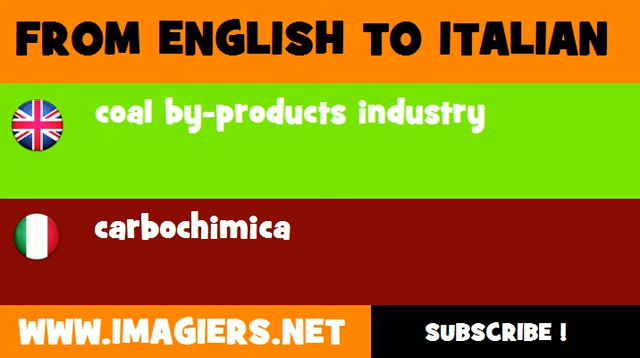 FROM ENGLISH TO ITALIAN
coal by-products industry
carbochimica
WWW.IMAGIERS.NET
SUBSCRIBE !